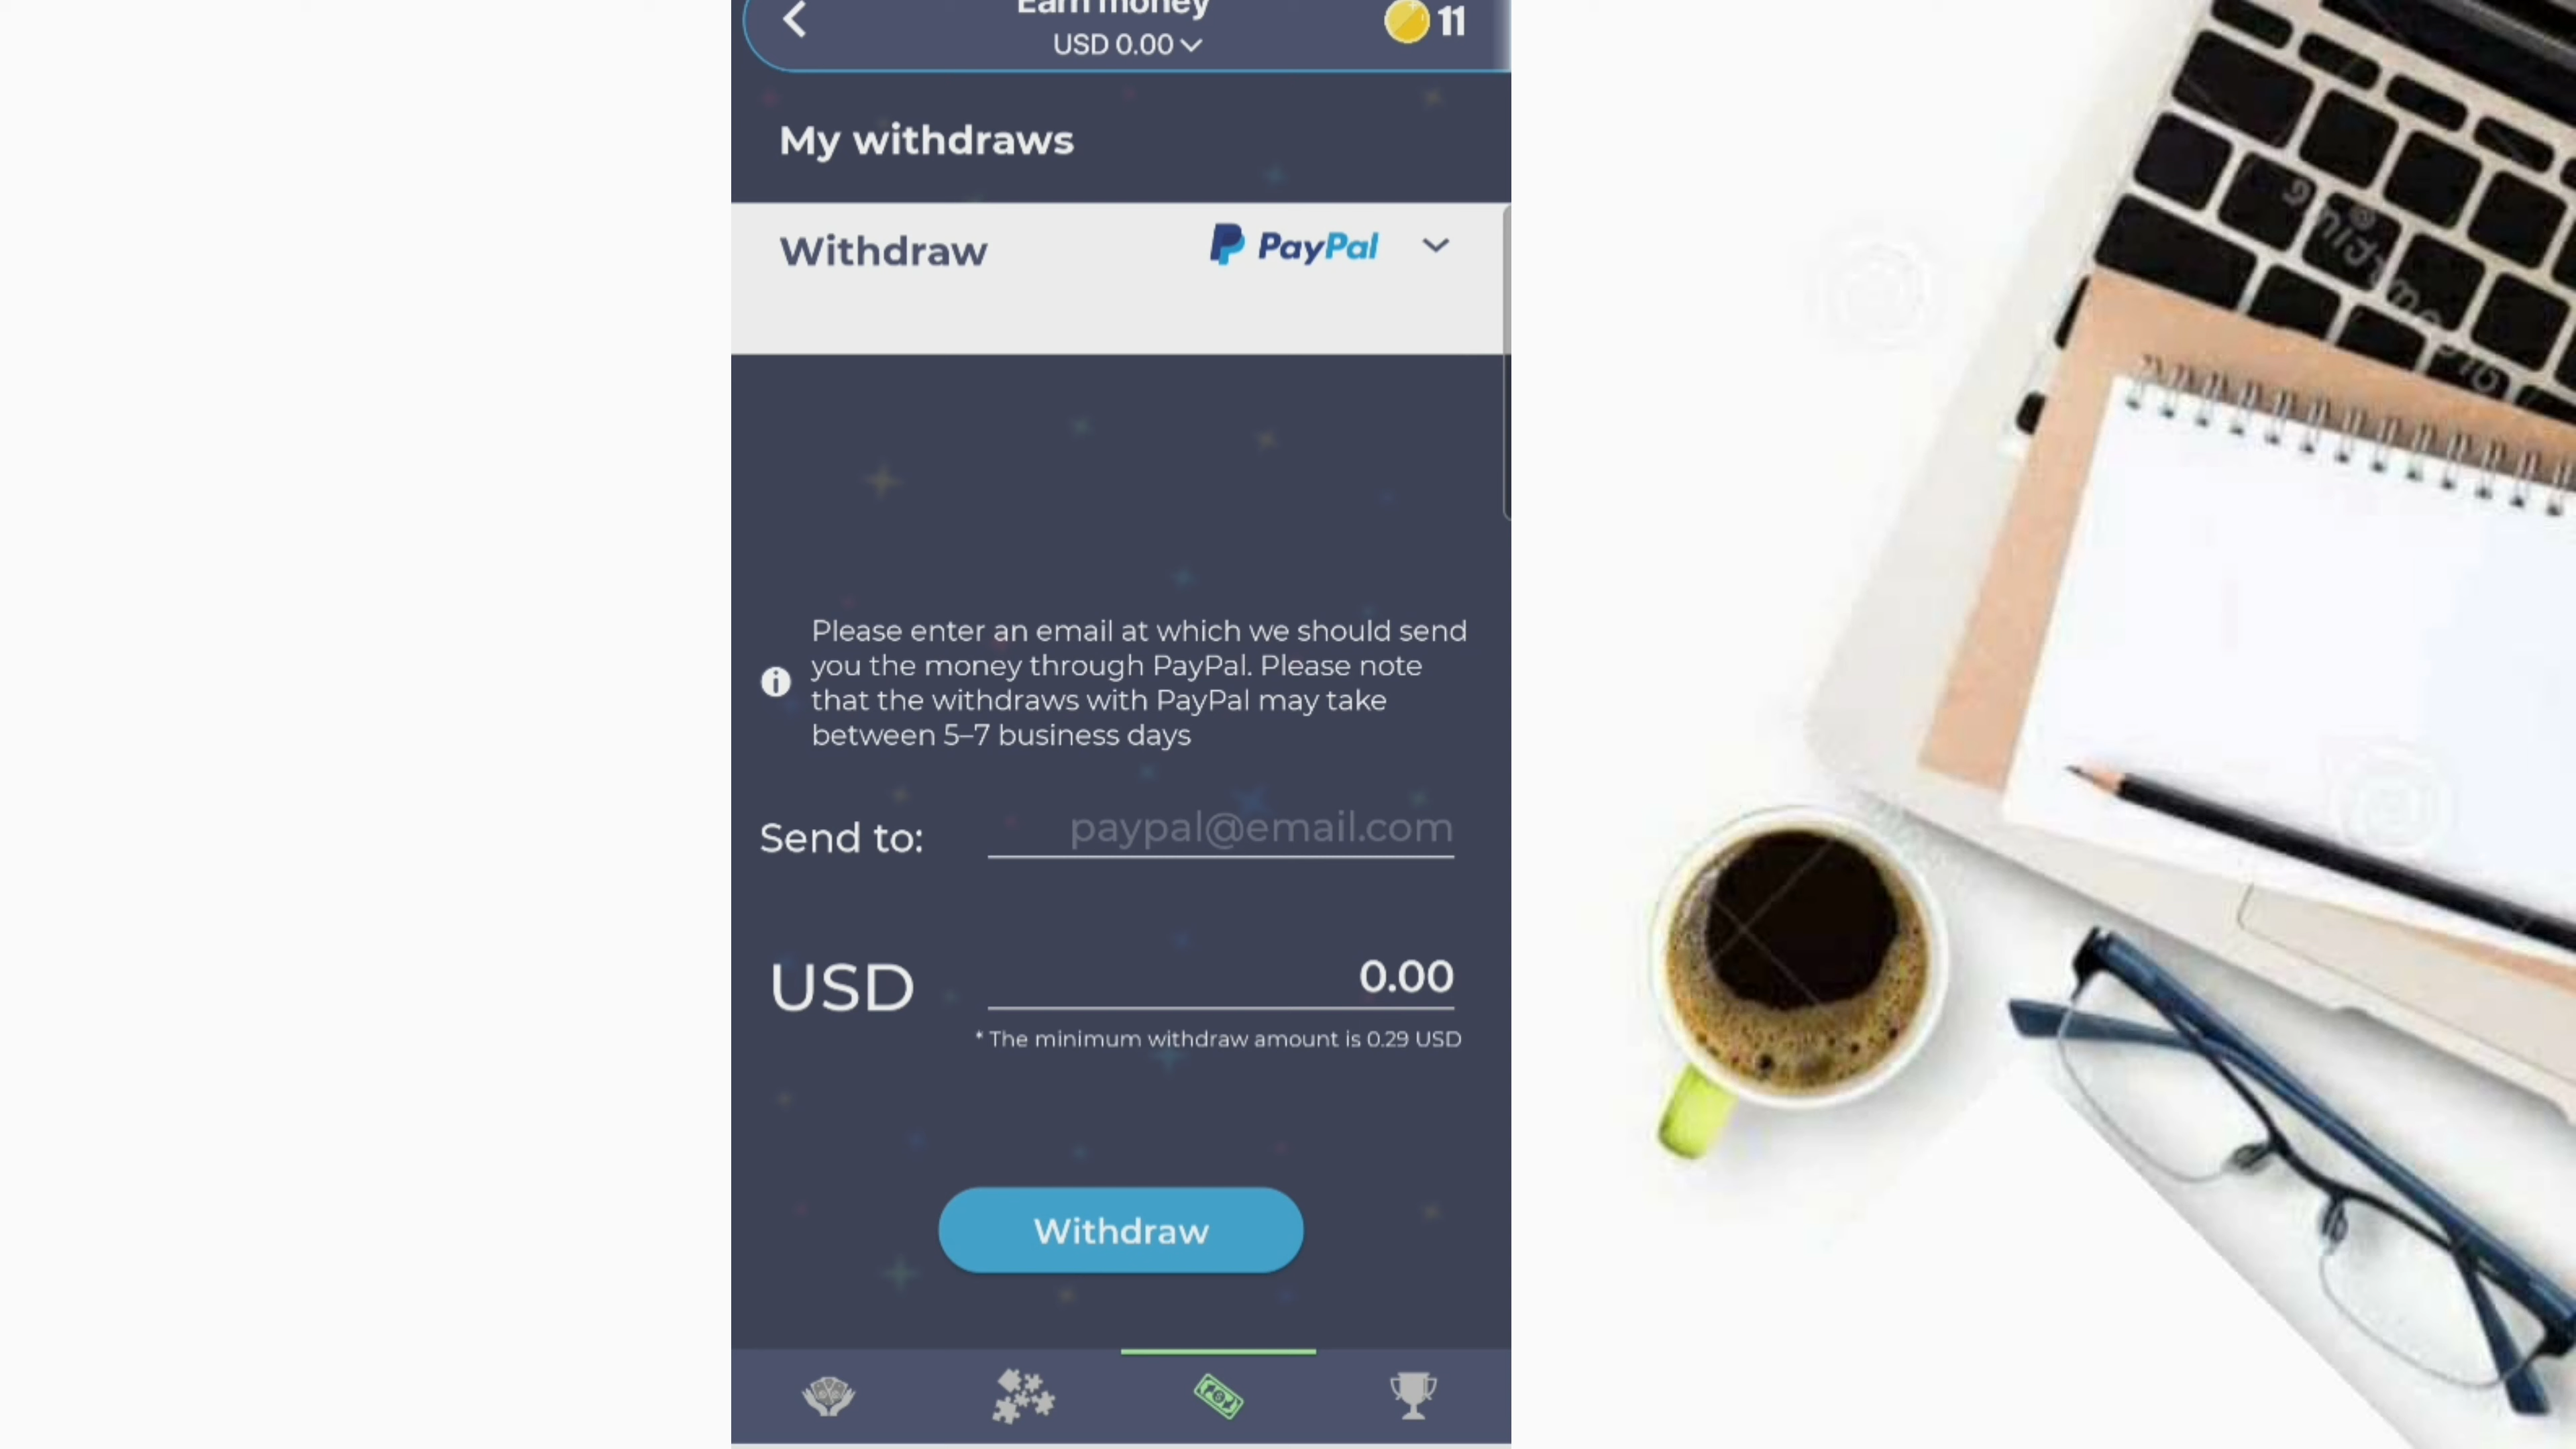 Earn money
USD 0.00
11
My withdraws
Withdraw
PayPal
Please enter an email at which we should send
you the money through PayPal. Please note
that the withdraws with PayPal may take
between 5–7 business days
Send to:
paypal@email.com
USD
0.00
* The minimum withdraw amount is 0.29 USD
Withdraw